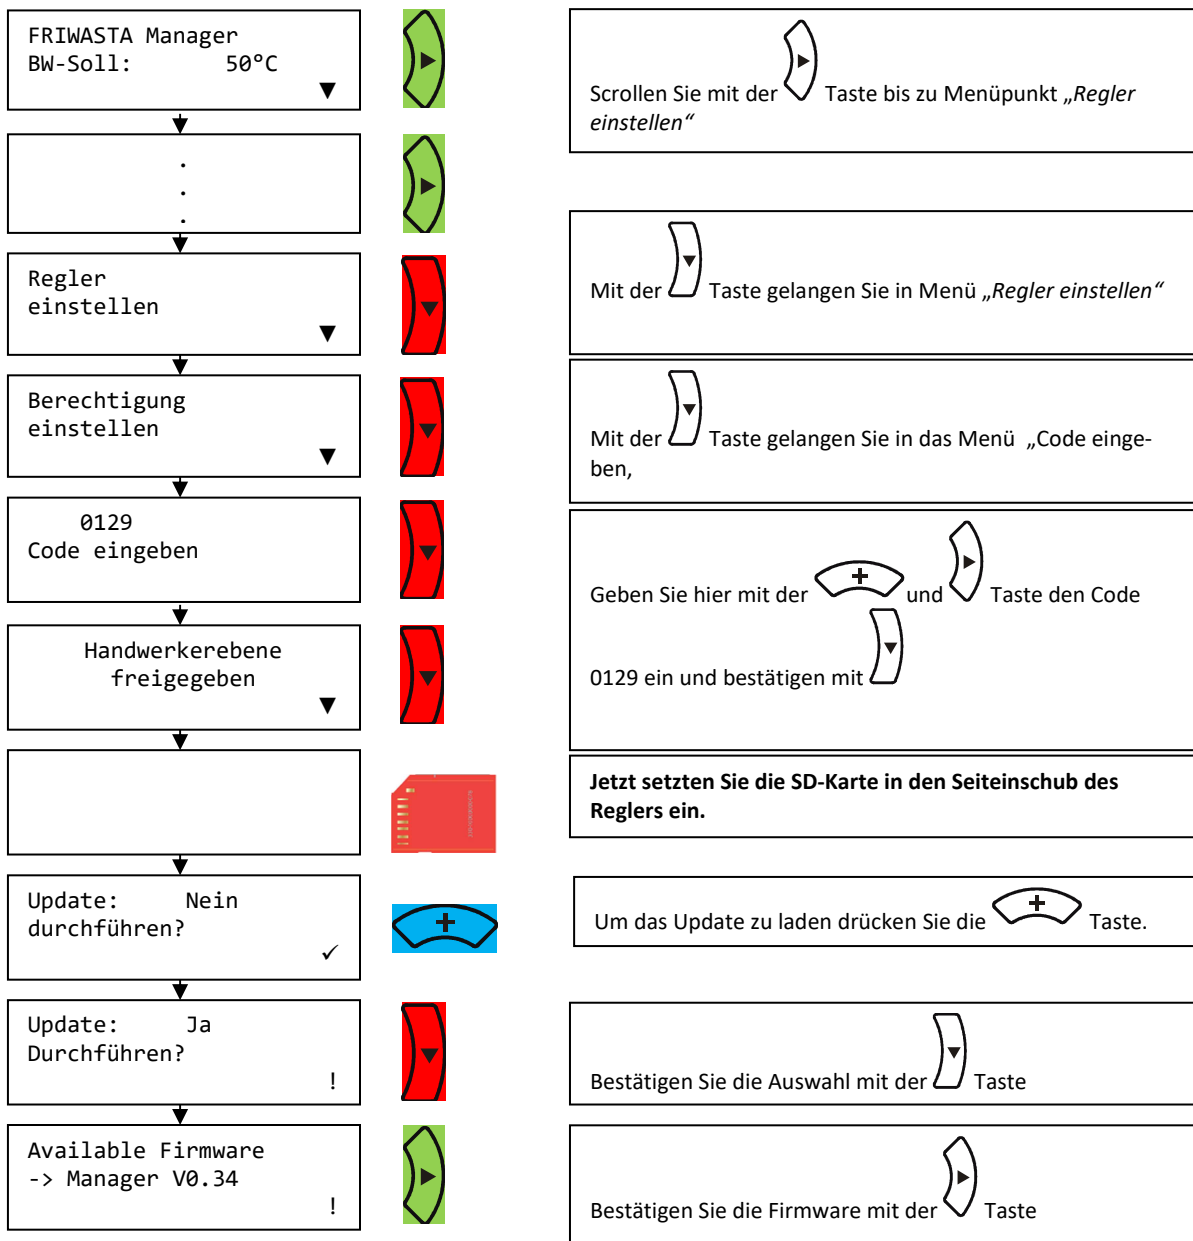 FRIWASTA Manager
BW-Soll: 50°C
▼
Scrollen Sie mit der Taste bis zu Menüpunkt „Regler
einstellen“
.
.
.
Regler
einstellen
▼
Mit der Taste gelangen Sie in Menü „Regler einstellen“
Berechtigung
einstellen
▼
Mit der Taste gelangen Sie in das Menü „Code einge-
ben,
0129
Code eingeben
Geben Sie hier mit der + und Taste den Code
0129 ein und bestätigen mit
Handwerkerebene
freigegeben
▼
Jetzt setzten Sie die SD-Karte in den Seiteinschub des
Reglers ein.
Update: Nein
durchführen?
✓
+
Um das Update zu laden drücken Sie die + Taste.
Update: Ja
Durchführen?
!
Bestätigen Sie die Auswahl mit der Taste
Available Firmware
-> Manager V0.34
!
Bestätigen Sie die Firmware mit der Taste